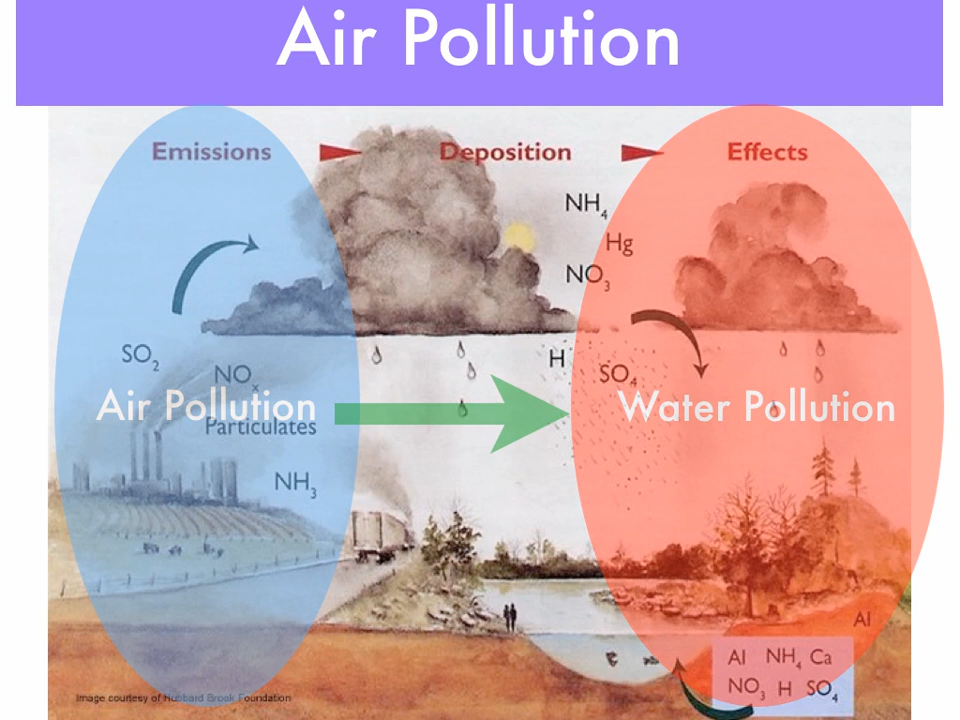 Air Pollution
Emissions
Deposition
Effects
NH4
Hg
NO3
SO2
NOx
H
SO4
Air Pollution
Water Pollution
Particulates
NH3
Al
Al NH4 Ca
NO3 H SO4
Image courtesy of Hubbard Brook Foundation